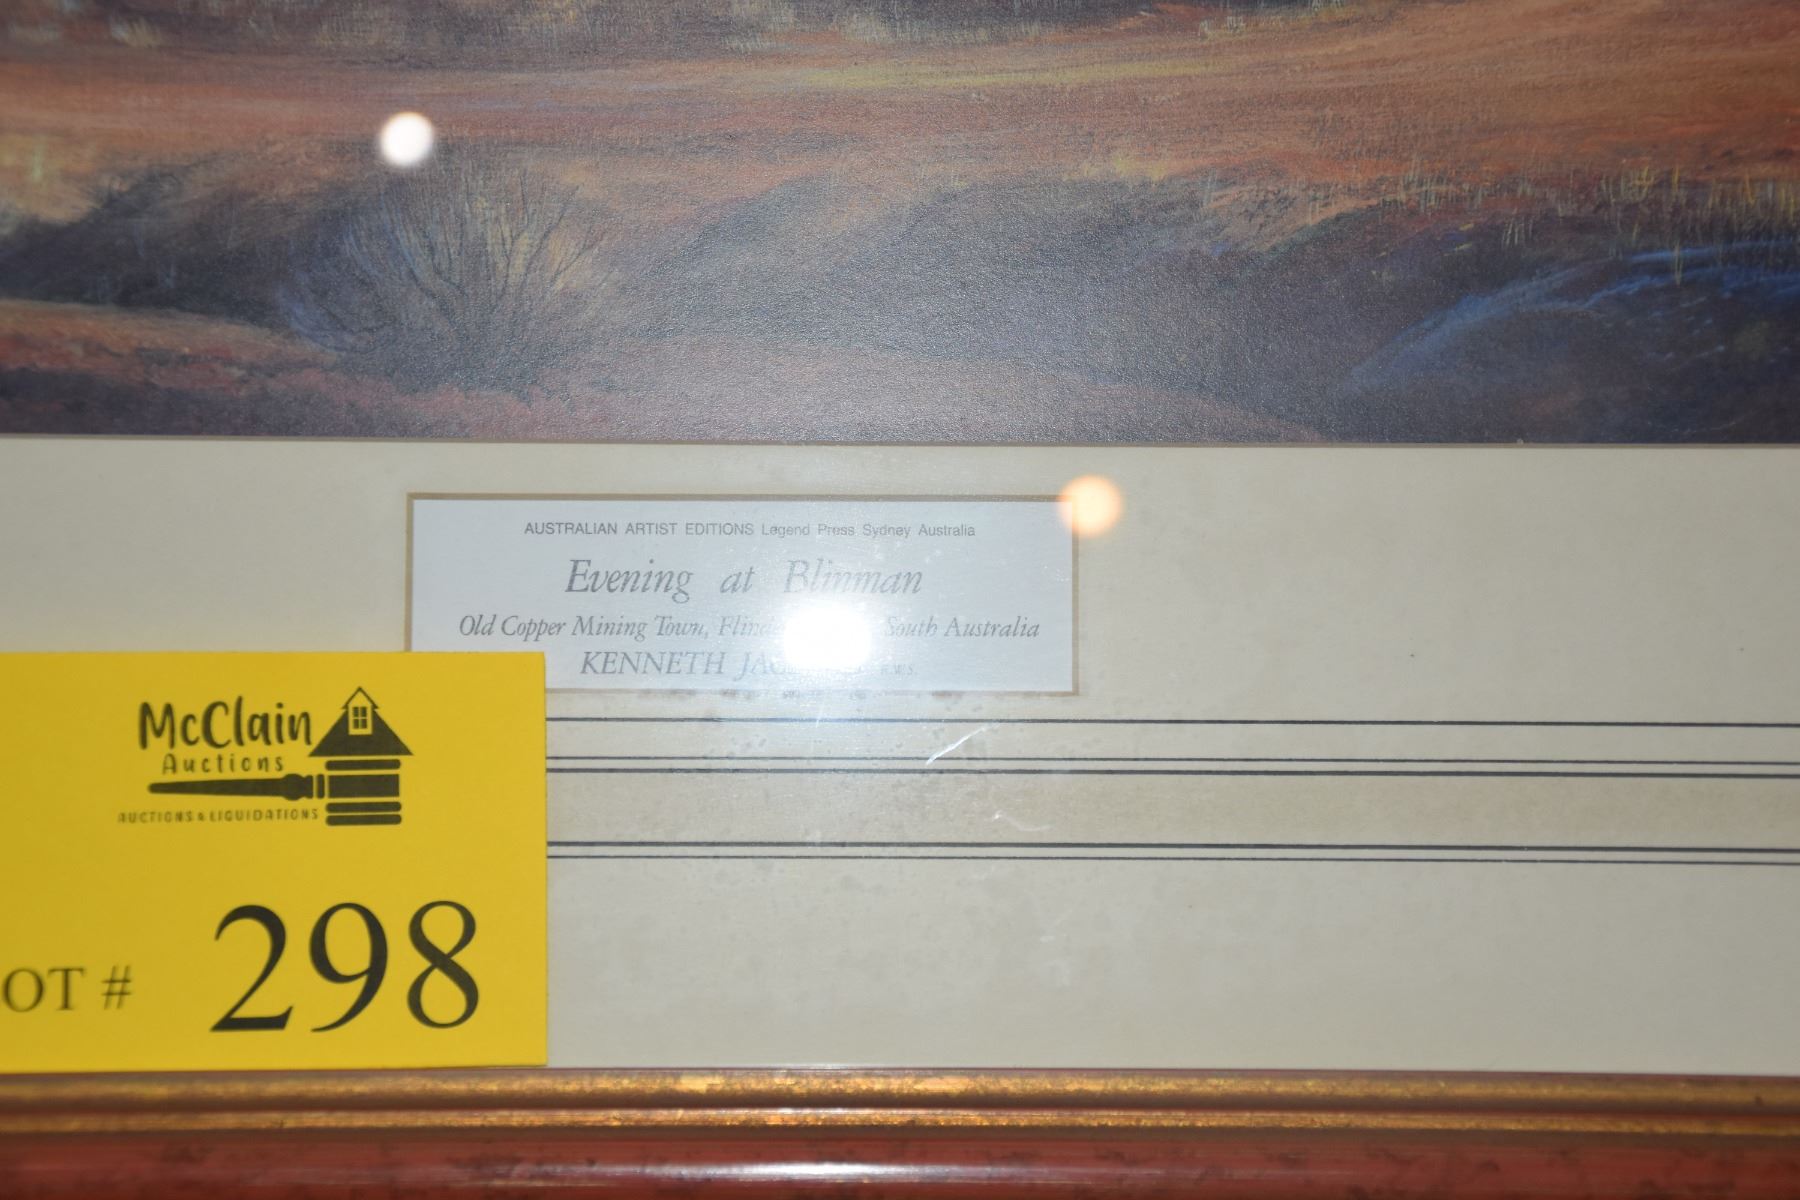 AUSTRALIAN ARTIST EDITIONS Legend Press Sydney Australia
Evening at Blinman
Old Copper Mining Town, South Australia
KENNETH R.W.S.
McClain
Auctions
AUCTIONS & LIQUIDATIONS
OT # 298